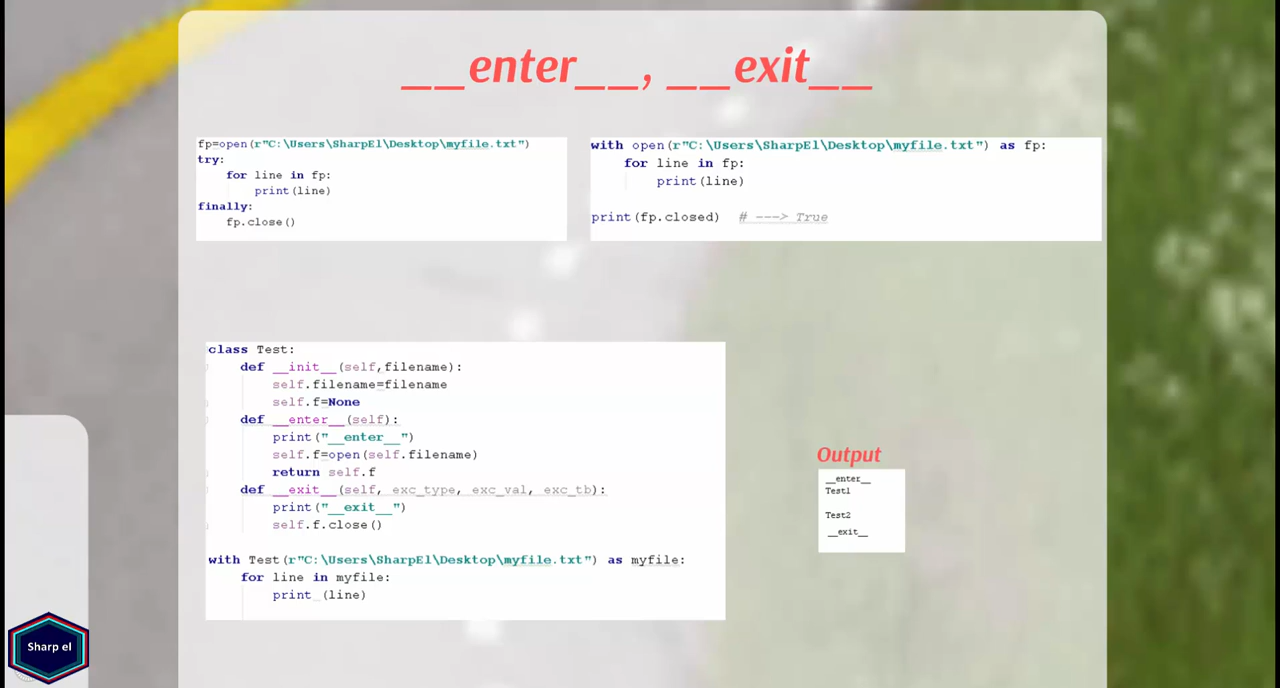 __enter__, __exit__
fp=open(r"C:\Users\SharpEl\Desktop\myfile.txt")
try:
    for line in fp:
        print(line)
finally:
    fp.close()
with open(r"C:\Users\SharpEl\Desktop\myfile.txt") as fp:
    for line in fp:
        print(line)
print(fp.closed)  # ---> True
class Test:
    def __init__(self,filename):
        self.filename=filename
        self.f=None
    def __enter__(self):
        print("__enter__")
        self.f=open(self.filename)
        return self.f
    def __exit__(self, exc_type, exc_val, exc_tb):
        print("__exit__")
        self.f.close()
with Test(r"C:\Users\SharpEl\Desktop\myfile.txt") as myfile:
    for line in myfile:
        print (line)
Output
__enter__
Test1
Test2
__exit__
Sharp el